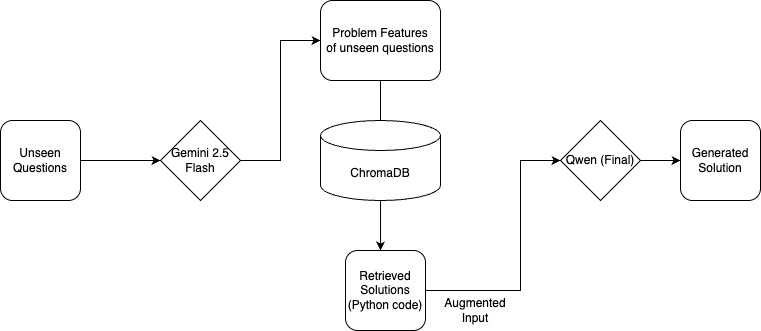 Problem Features
of unseen questions
Unseen
Questions
Gemini 2.5
Flash
ChromaDB
Qwen (Final)
Generated
Solution
Retrieved
Solutions
(Python code)
Augmented
Input